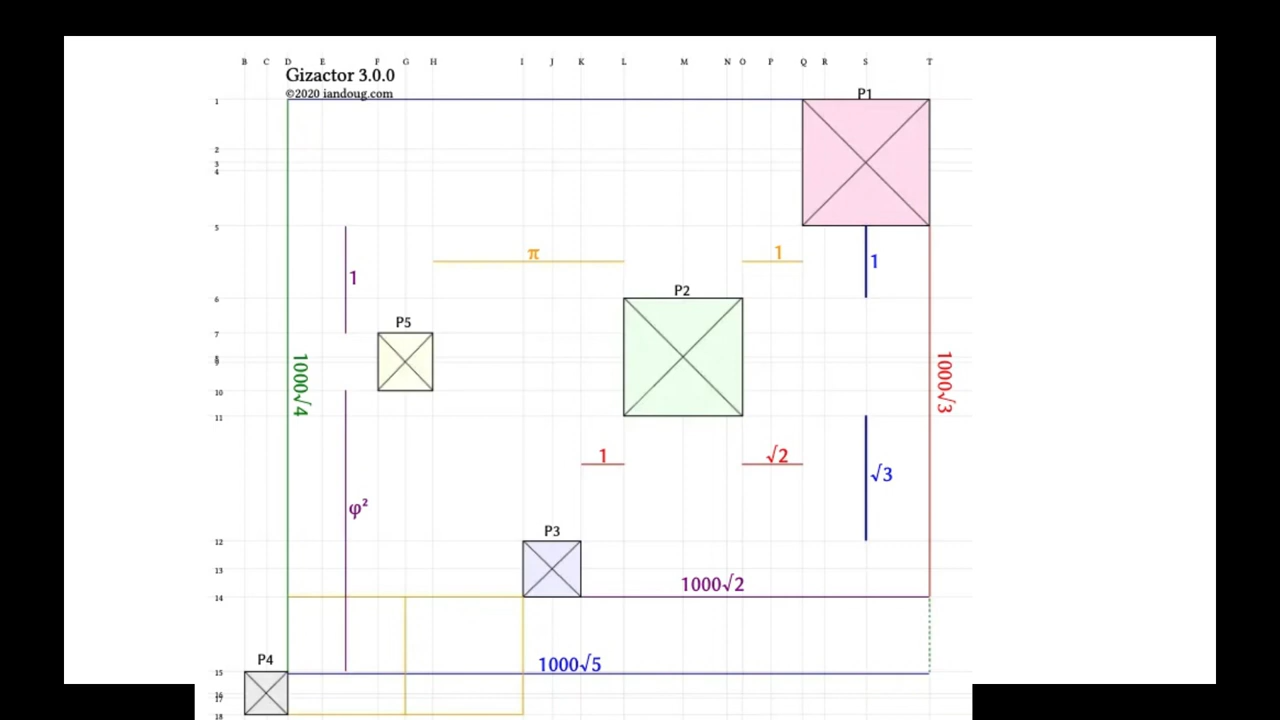 B C D E F G H I J K L M N O P Q R S T
Gizactor 3.0.0
©2020 iandoug.com
P1
1
2
3
4
5
π
1
1
1
P2
6
P5
7
8
9
1000√4
1000√3
10
11
1
√2
√3
φ²
P3
12
13
1000√2
14
P4
1000√5
15
16
17
18